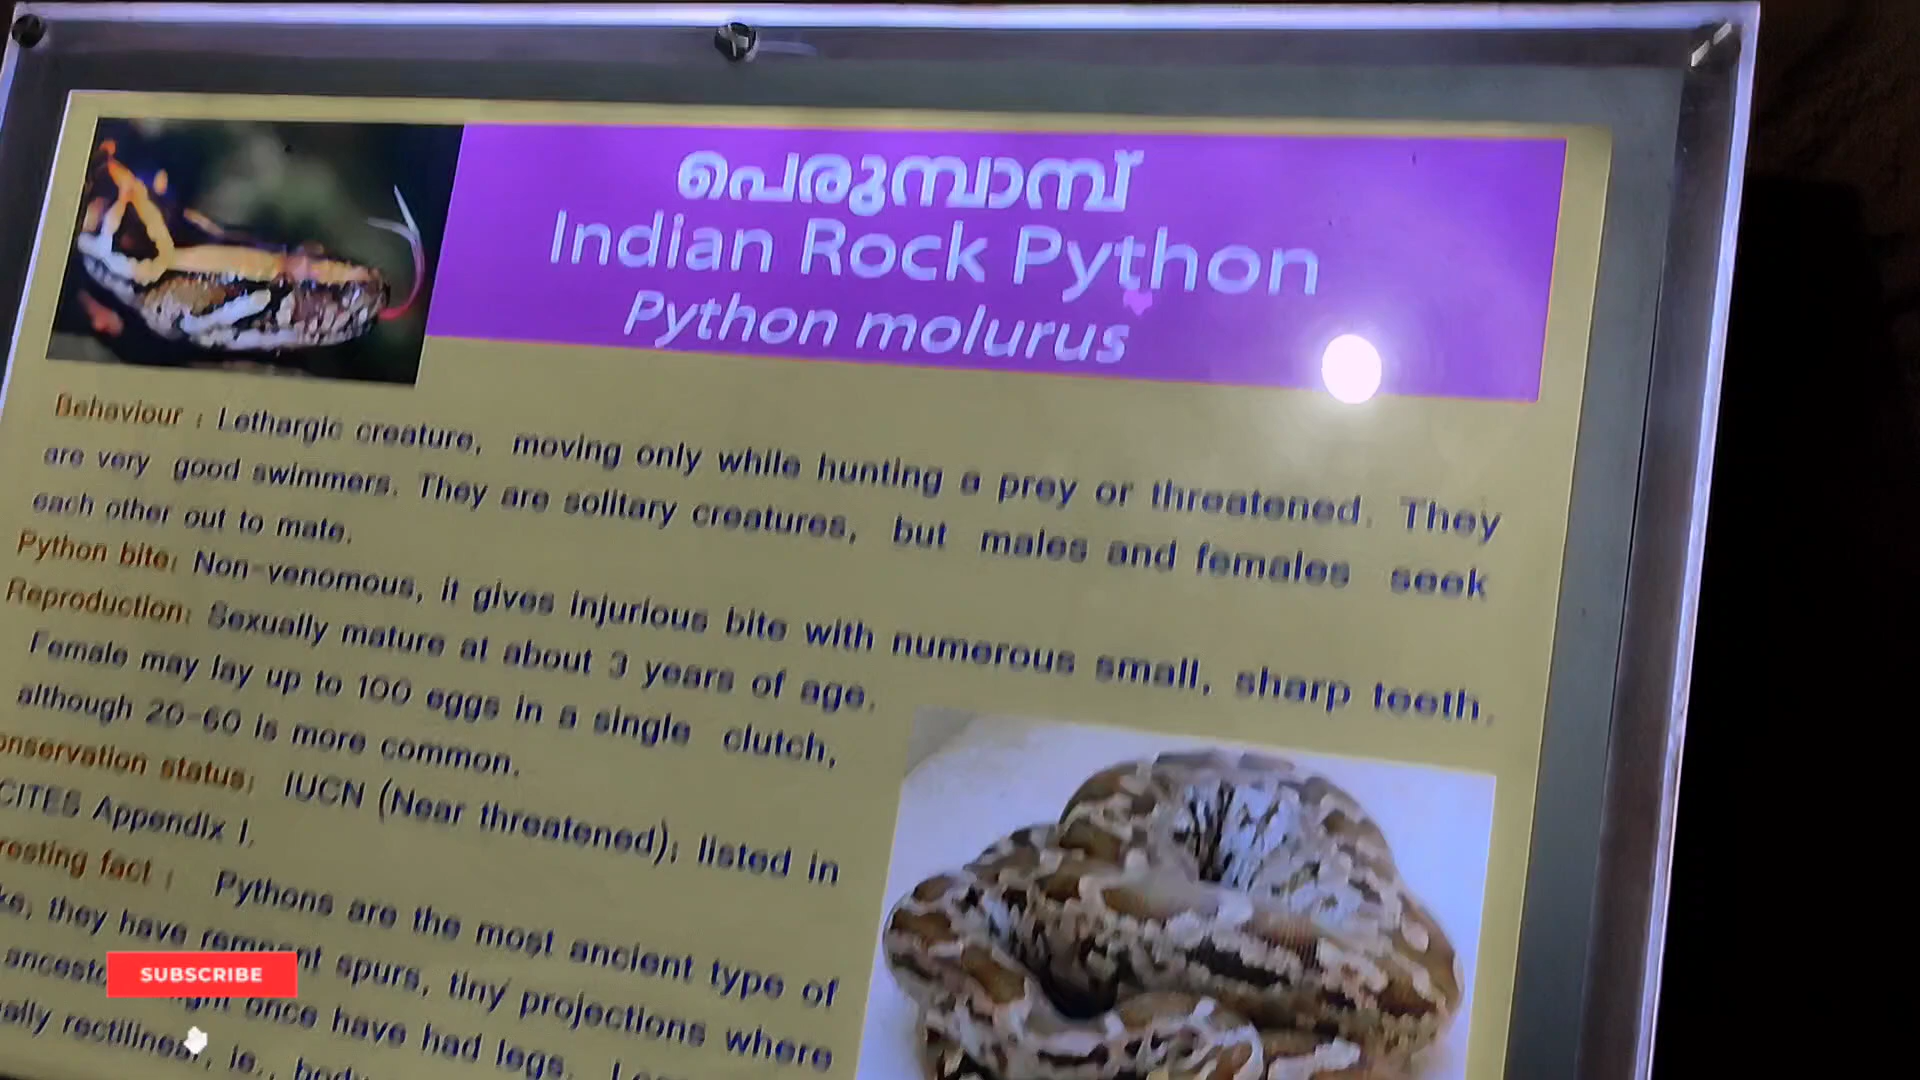 പെരുമ്പാമ്പ്
Indian Rock Python
Python molurus
Behaviour : Lethargic creature, moving only while hunting a prey or threatened. They
are very good swimmers. They are solitary creatures, but males and females seek
each other out to mate.
Python bite: Non-venomous, it gives injurious bite with numerous small, sharp teeth.
Reproduction: Sexually mature at about 3 years of age.
Female may lay up to 100 eggs in a single clutch,
although 20-60 is more common.
onservation status: IUCN (Near threatened); listed in
CITES Appendix I.
resting fact : Pythons are the most ancient type of
ke, they have remnant spurs, tiny projections where
once have had legs.
ally rectilinear, ie.,
SUBSCRIBE